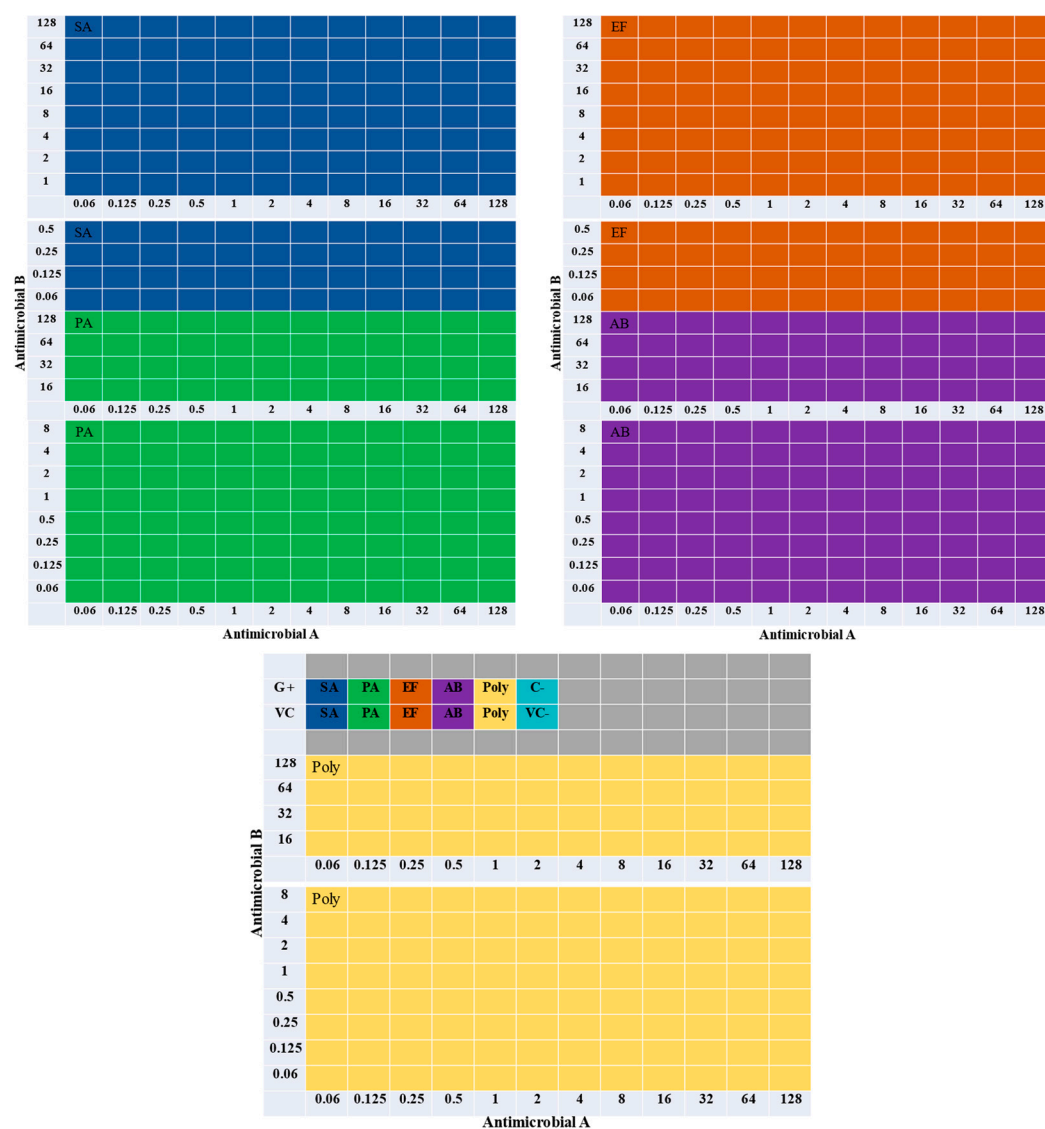 128 SA
64
32
16
8
4
2
1
0.06 0.125 0.25 0.5 1 2 4 8 16 32 64 128
0.5 SA
0.25
0.125
0.06
128 PA
64
32
16
0.06 0.125 0.25 0.5 1 2 4 8 16 32 64 128
8 PA
4
2
1
0.5
0.25
0.125
0.06
0.06 0.125 0.25 0.5 1 2 4 8 16 32 64 128
Antimicrobial B
Antimicrobial A
128 EF
64
32
16
8
4
2
1
0.06 0.125 0.25 0.5 1 2 4 8 16 32 64 128
0.5 EF
0.25
0.125
0.06
128 AB
64
32
16
0.06 0.125 0.25 0.5 1 2 4 8 16 32 64 128
8 AB
4
2
1
0.5
0.25
0.125
0.06
0.06 0.125 0.25 0.5 1 2 4 8 16 32 64 128
Antimicrobial B
Antimicrobial A
G+ SA PA EF AB Poly C-
VC SA PA EF AB Poly VC-
128 Poly
64
32
16
0.06 0.125 0.25 0.5 1 2 4 8 16 32 64 128
8 Poly
4
2
1
0.5
0.25
0.125
0.06
0.06 0.125 0.25 0.5 1 2 4 8 16 32 64 128
Antimicrobial B
Antimicrobial A